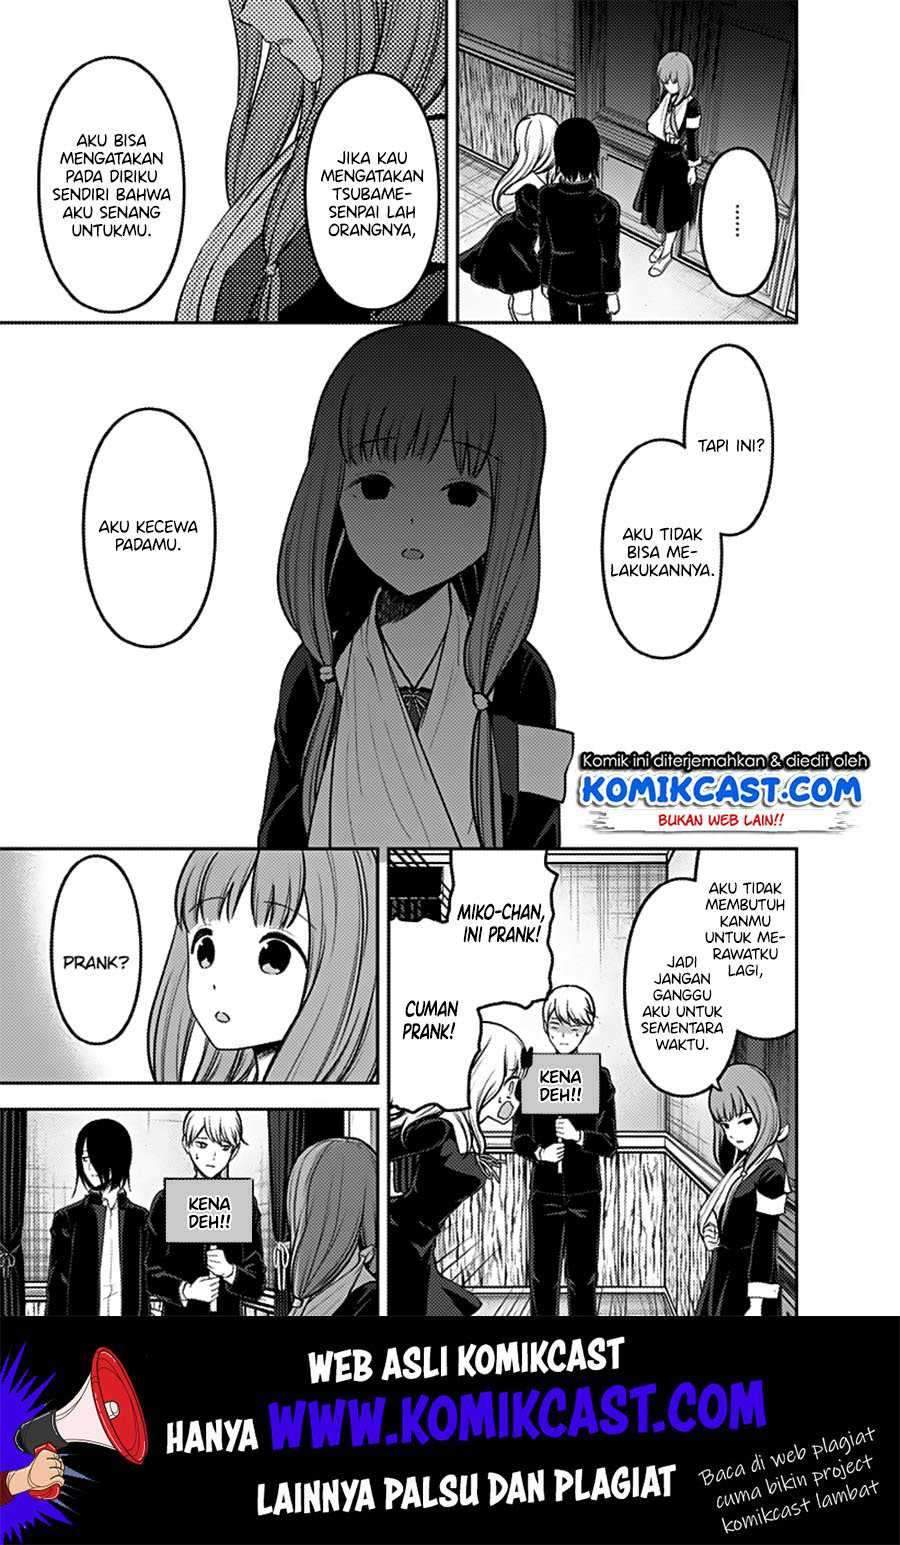 ........
JIKA KAU
MENGATAKAN
TSUBAME-
SENPAI LAH
ORANGNYA,
AKU BISA
MENGATAKAN
PADA DIRIKU
SENDIRI BAHWA
AKU SENANG
UNTUKMU.
TAPI INI?
AKU TIDAK
BISA ME-
LAKUKANNYA.
AKU KECEWA
PADAMU.
Komik ini diterjemahkan & diedit oleh
KOMIKCAST.COM
BUKAN WEB LAIN!!
AKU TIDAK
MEMBUTUH
KANMU
UNTUK ME-
RAWATKU
LAGI,
JADI
JANGAN
GANGGU
AKU UNTUK
SEMENTARA
WAKTU.
MIKO-CHAN,
INI PRANK!
CUMAN
PRANK!
KENA
DEH!!
PRANK?
KENA
DEH!!
WEB ASLI KOMIKCAST
HANYA WWW.KOMIKCAST.COM
LAINNYA PALSU DAN PLAGIAT
Baca di web plagiat
cuma bikin project
komikcast lambat